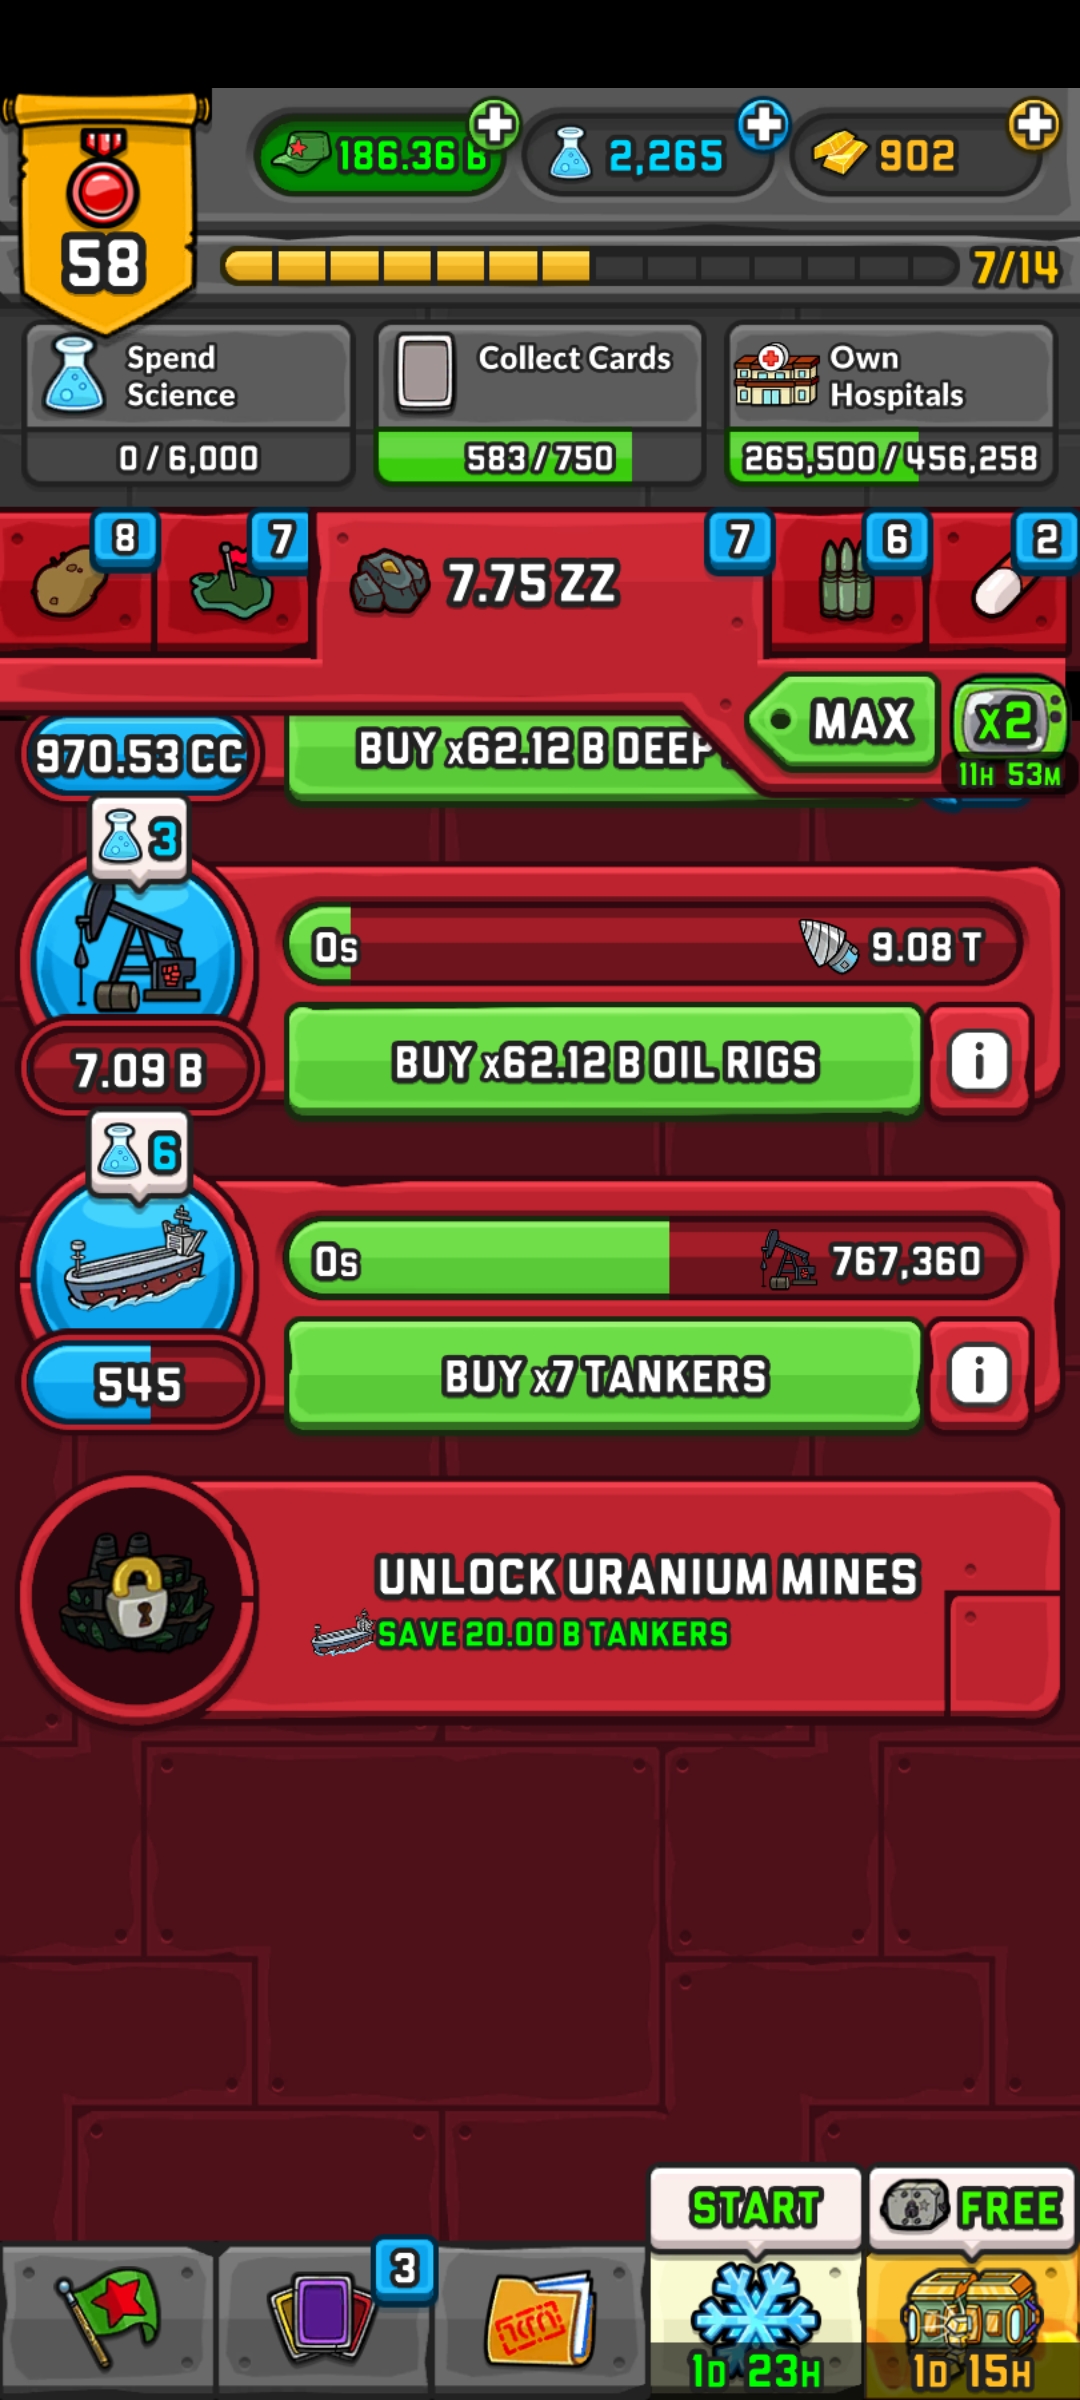 186.36 B
2,265
902
58
7/14
Spend
Science
0 / 6,000
Collect Cards
583 / 750
Own
Hospitals
265,500 / 456,258
8
7
7.75 ZZ
7
6
2
MAX
x2
11H 53M
970.53 CC
BUY x62.12 B DEEP
3
0s
9.08 T
7.09 B
BUY x62.12 B OIL RIGS
i
6
0s
767,360
545
BUY x7 TANKERS
i
UNLOCK URANIUM MINES
SAVE 20.00 B TANKERS
START
FREE
3
1D 23H
1D 15H